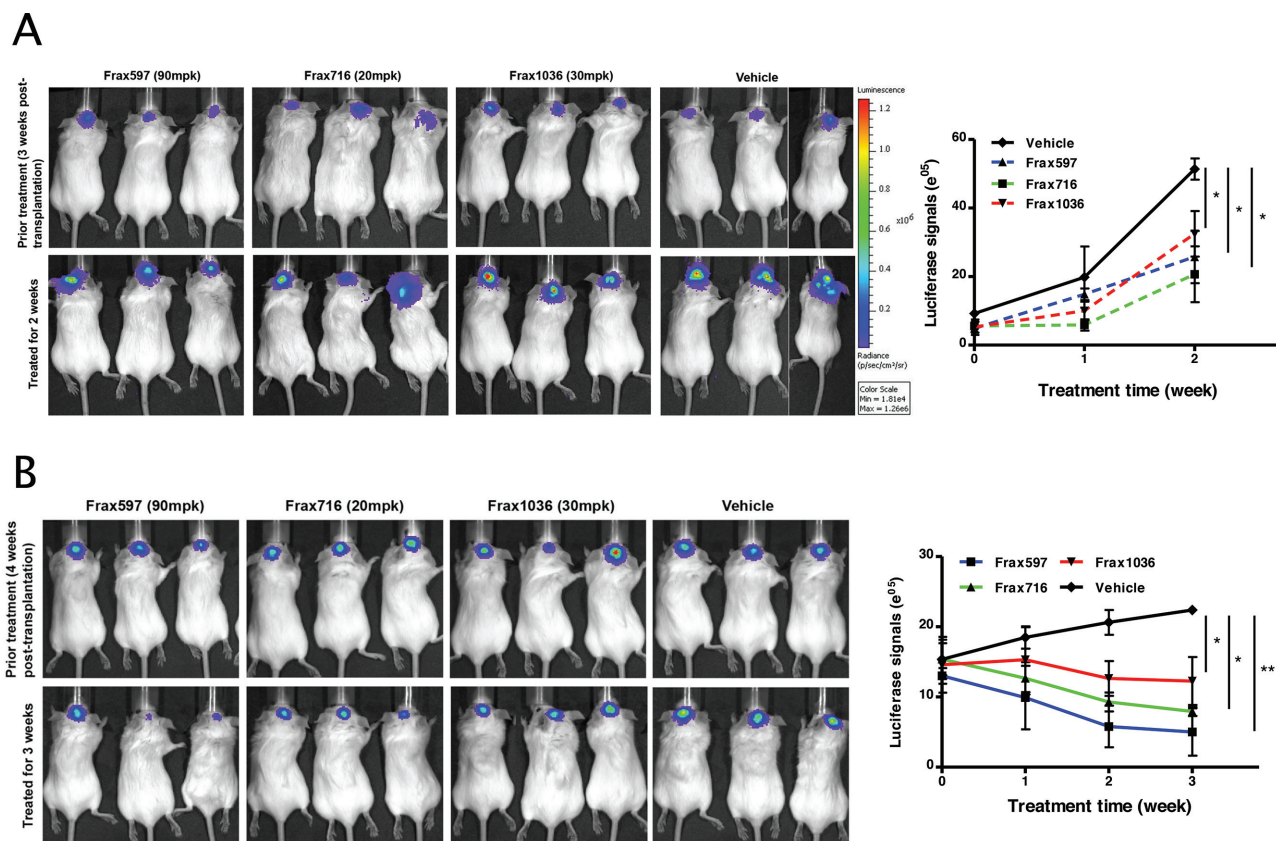 A
Frax597 (90mpk)
Frax716 (20mpk)
Frax1036 (30mpk)
Vehicle
Prior treatment (3 weeks post-
transplantation)
Treated for 2 weeks
Luminescence
1.2
1.0
0.8
x10⁶
0.6
0.4
0.2
Radiance
(p/sec/cm²/sr)
Color Scale
Min = 1.81e4
Max = 1.26e6
Luciferase signals (e⁰⁵)
60
40
20
0
Vehicle
Frax597
Frax716
Frax1036
*
*
*
0
1
2
Treatment time (week)
B
Frax597 (90mpk)
Frax716 (20mpk)
Frax1036 (30mpk)
Vehicle
Prior treatment (4 weeks
post-transplantation)
Treated for 3 weeks
Luciferase signals (e⁰⁵)
30
20
10
0
Frax597
Frax1036
Frax716
Vehicle
*
*
**
0
1
2
3
Treatment time (week)